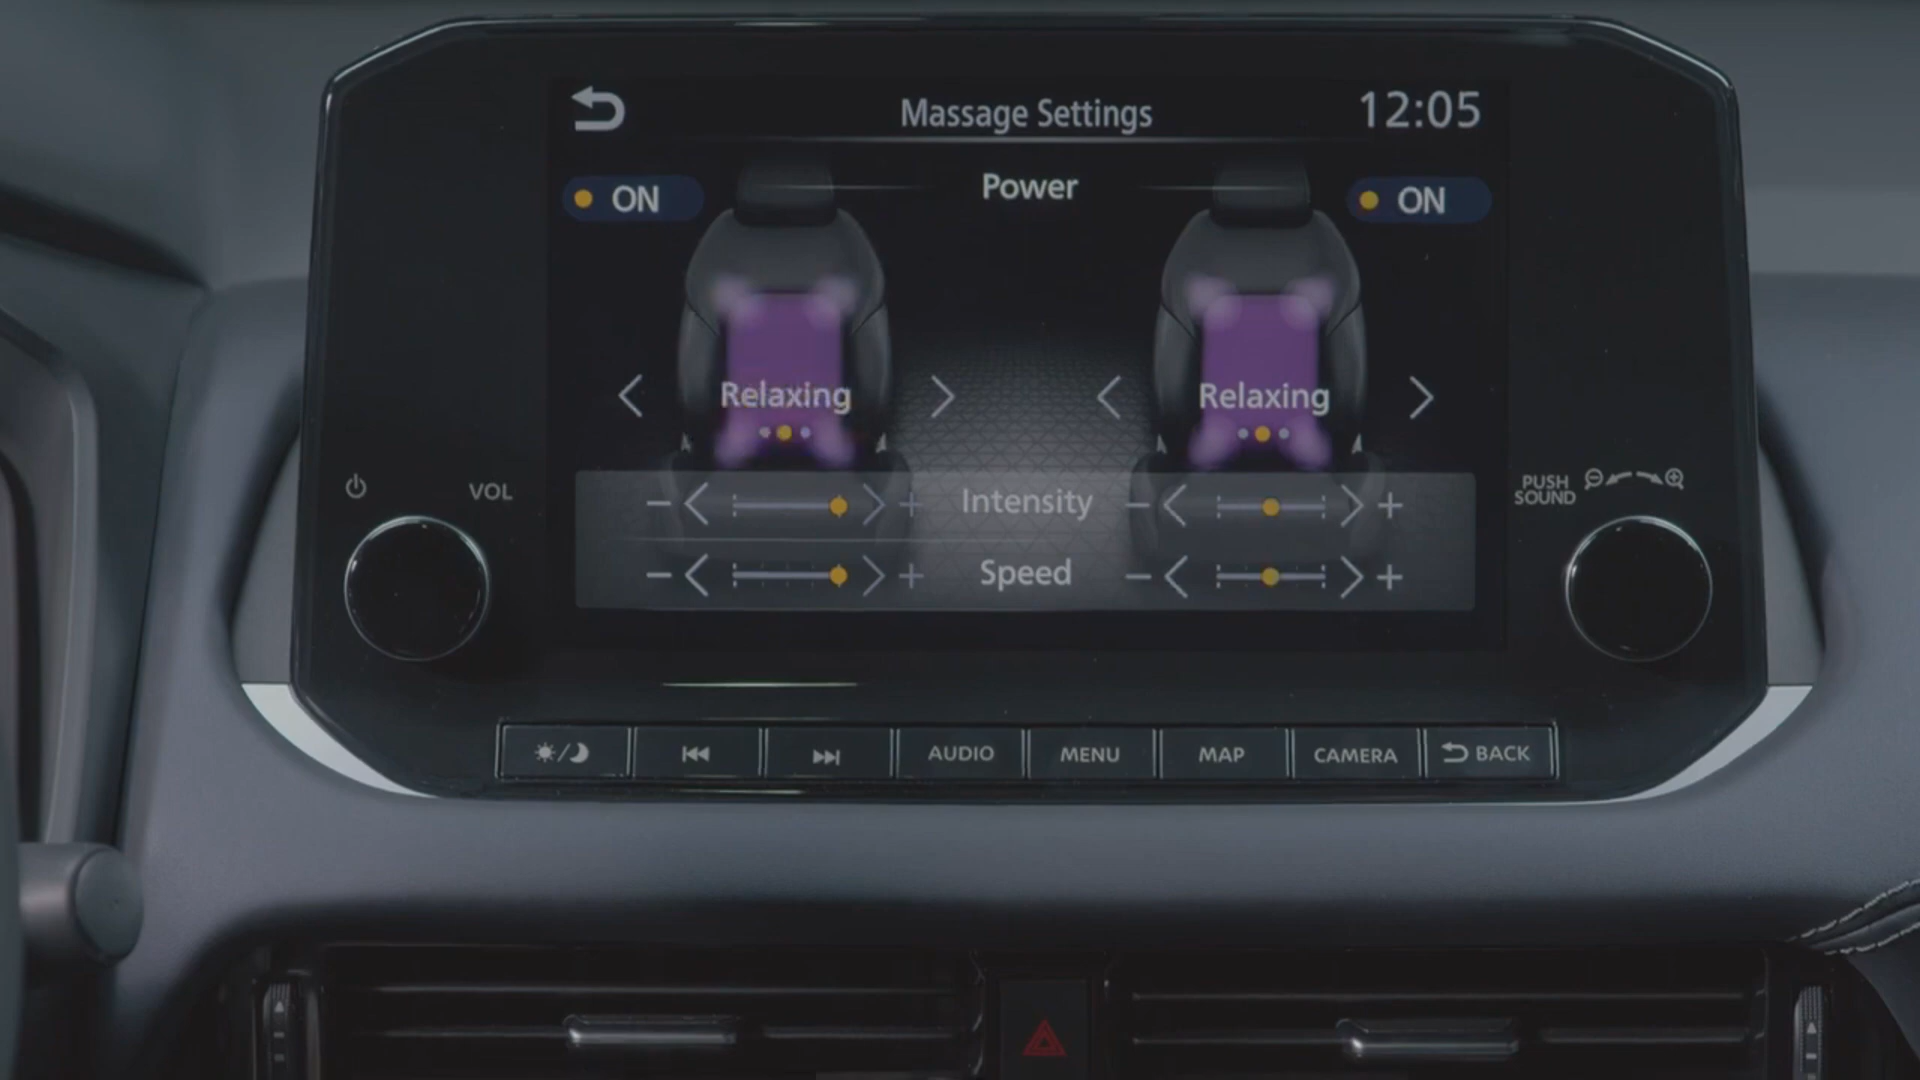 Massage Settings
12:05
ON
Power
ON
Relaxing
Relaxing
Intensity
Speed
VOL
PUSH
SOUND
AUDIO
MENU
MAP
CAMERA
BACK